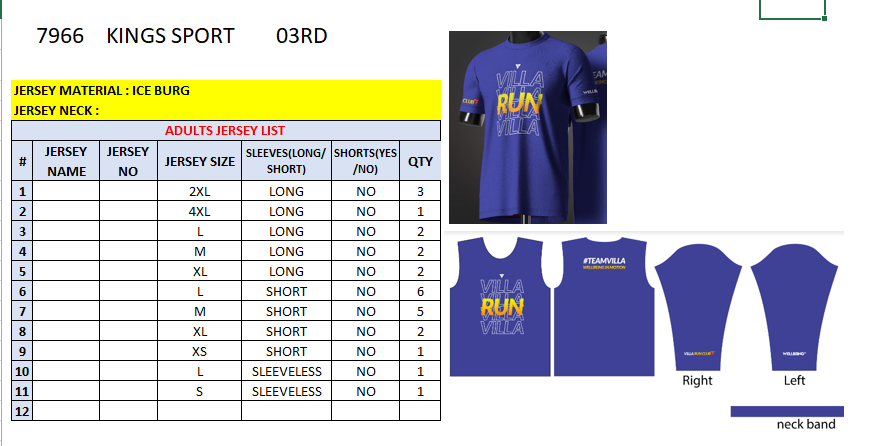 7966 KINGS SPORT 03RD
JERSEY MATERIAL : ICE BURG
JERSEY NECK :
ADULTS JERSEY LIST
# JERSEY NAME JERSEY NO JERSEY SIZE SLEEVES(LONG/SHORT) SHORTS(YES/NO) QTY
1 2XL LONG NO 3
2 4XL LONG NO 1
3 L LONG NO 2
4 M LONG NO 2
5 XL LONG NO 2
6 L SHORT NO 6
7 M SHORT NO 5
8 XL SHORT NO 2
9 XS SHORT NO 1
10 L SLEEVELESS NO 1
11 S SLEEVELESS NO 1
12
VILLA
RUN
VILLA
CLUB
VILLA
RUN
VILLA
#TEAMVILLA
WELLBEING IN MOTION
VILLA RUN CLUB
WELLBEING
Right
Left
neck band